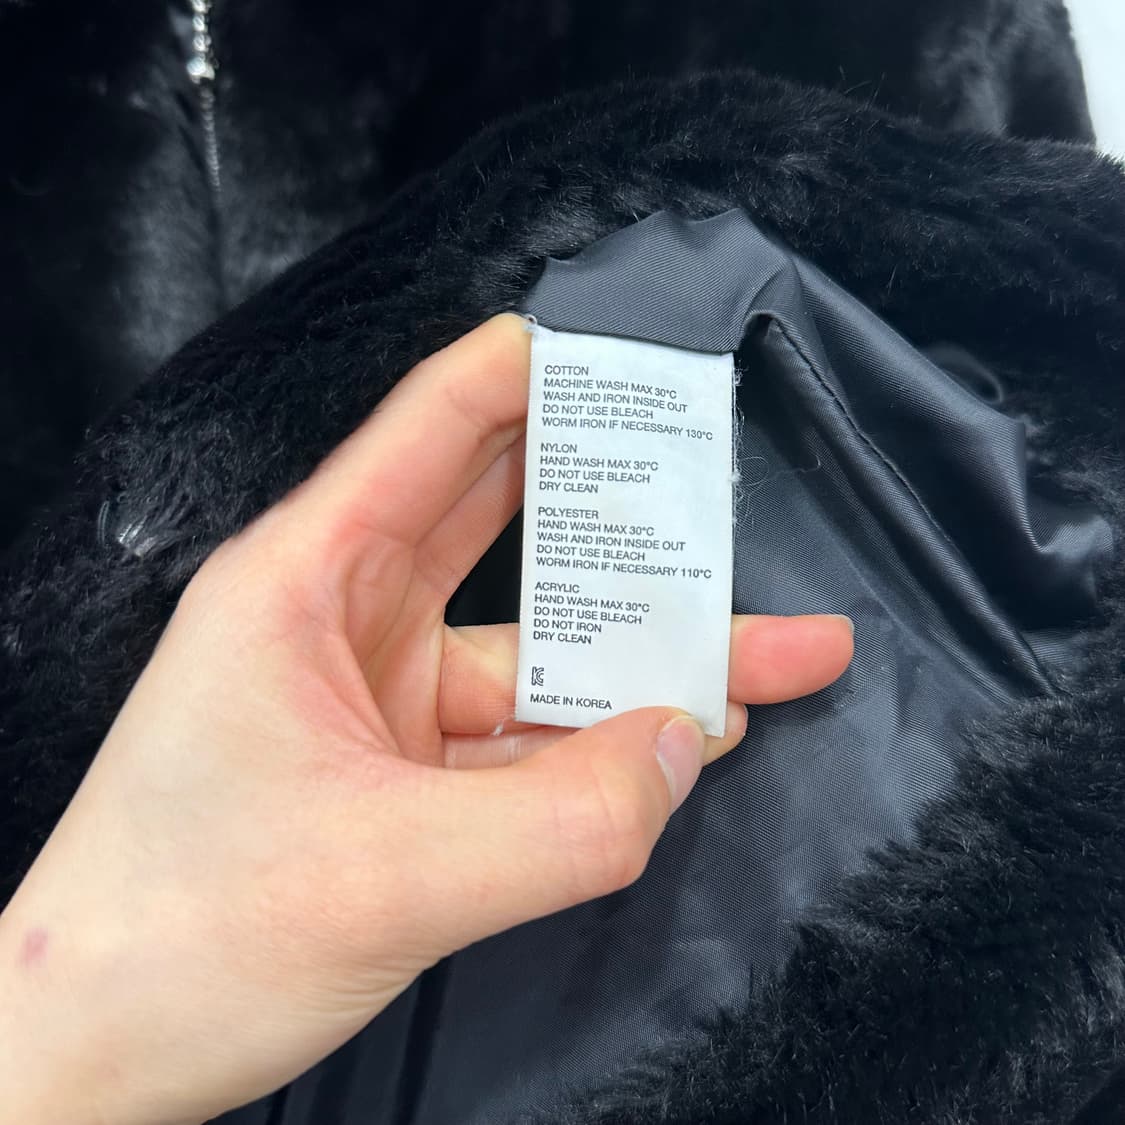 COTTON
MACHINE WASH MAX 30°C
WASH AND IRON INSIDE OUT
DO NOT USE BLEACH
WORM IRON IF NECESSARY 130°C
NYLON
HAND WASH MAX 30°C
DO NOT USE BLEACH
DRY CLEAN
POLYESTER
HAND WASH MAX 30°C
WASH AND IRON INSIDE OUT
DO NOT USE BLEACH
WORM IRON IF NECESSARY 110°C
ACRYLIC
HAND WASH MAX 30°C
DO NOT USE BLEACH
DO NOT IRON
DRY CLEAN
KC
MADE IN KOREA